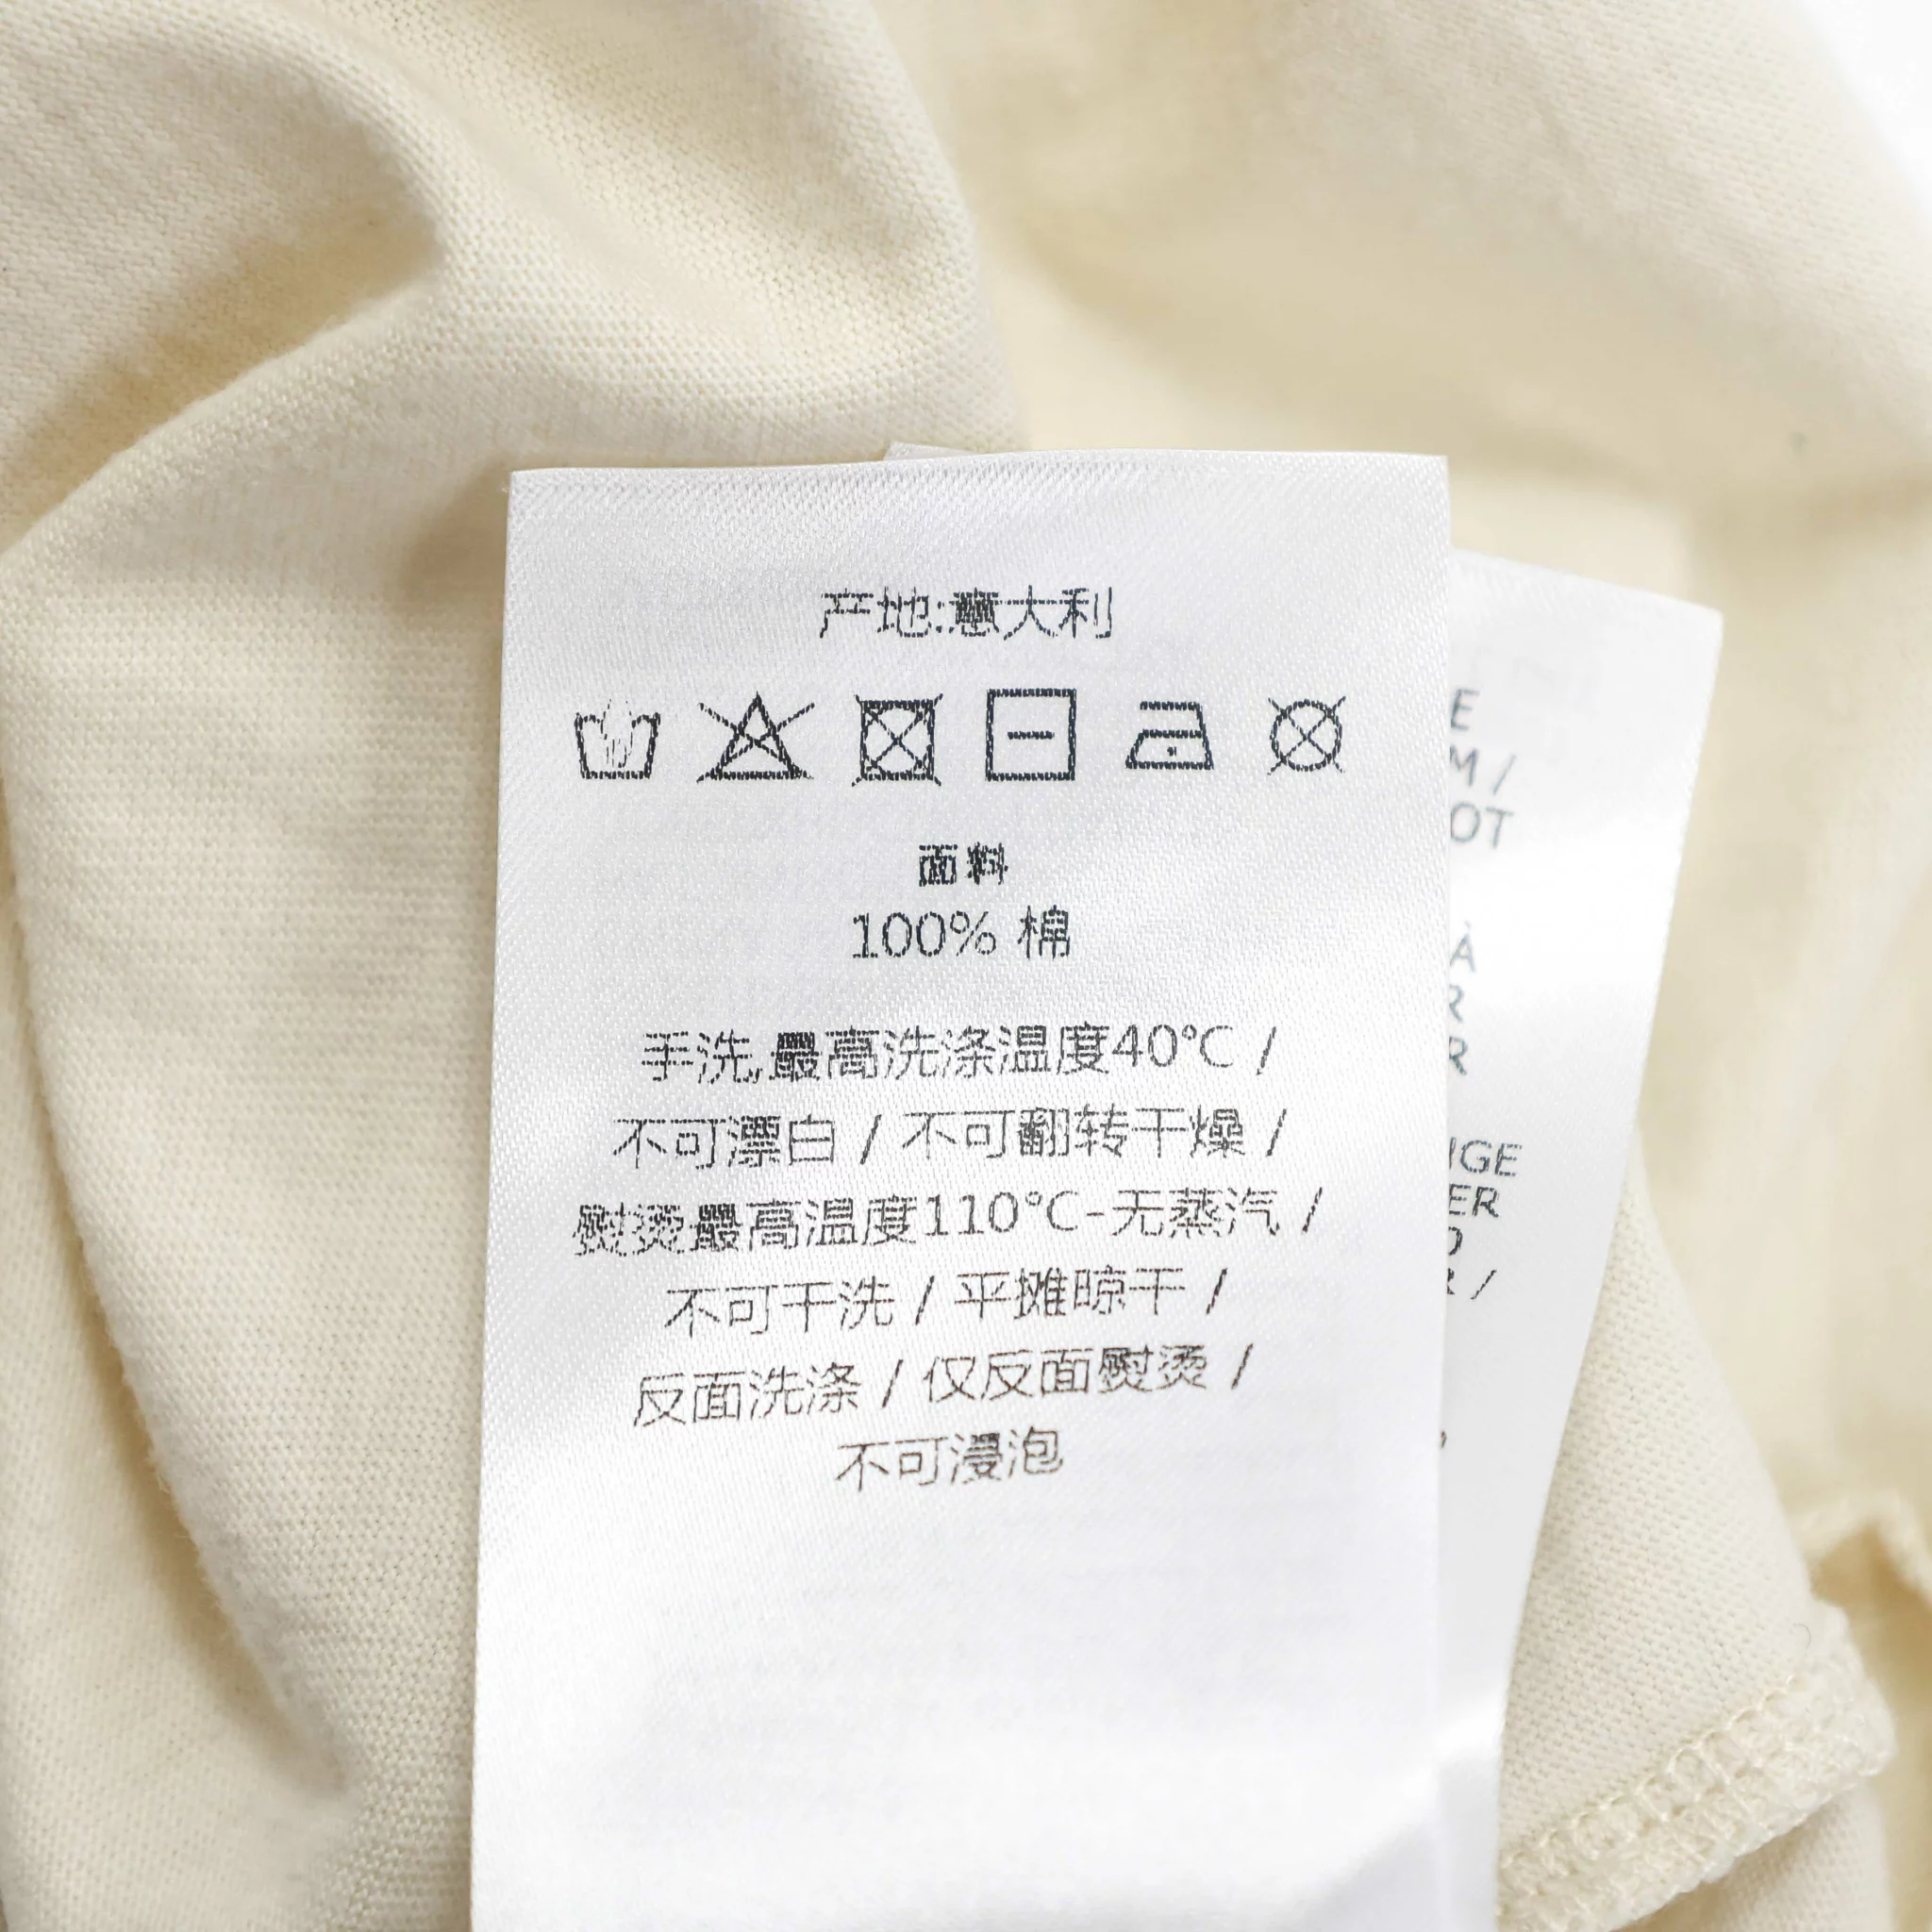 产地:意大利
面料
100% 棉
手洗,最高洗涤温度40°C /
不可漂白 / 不可翻转干燥 /
熨烫最高温度110°C-无蒸汽 /
不可干洗 / 平摊晾干 /
反面洗涤 / 仅反面熨烫 /
不可浸泡
E
M /
OT
À
R
R
IGE
ER
O
R /